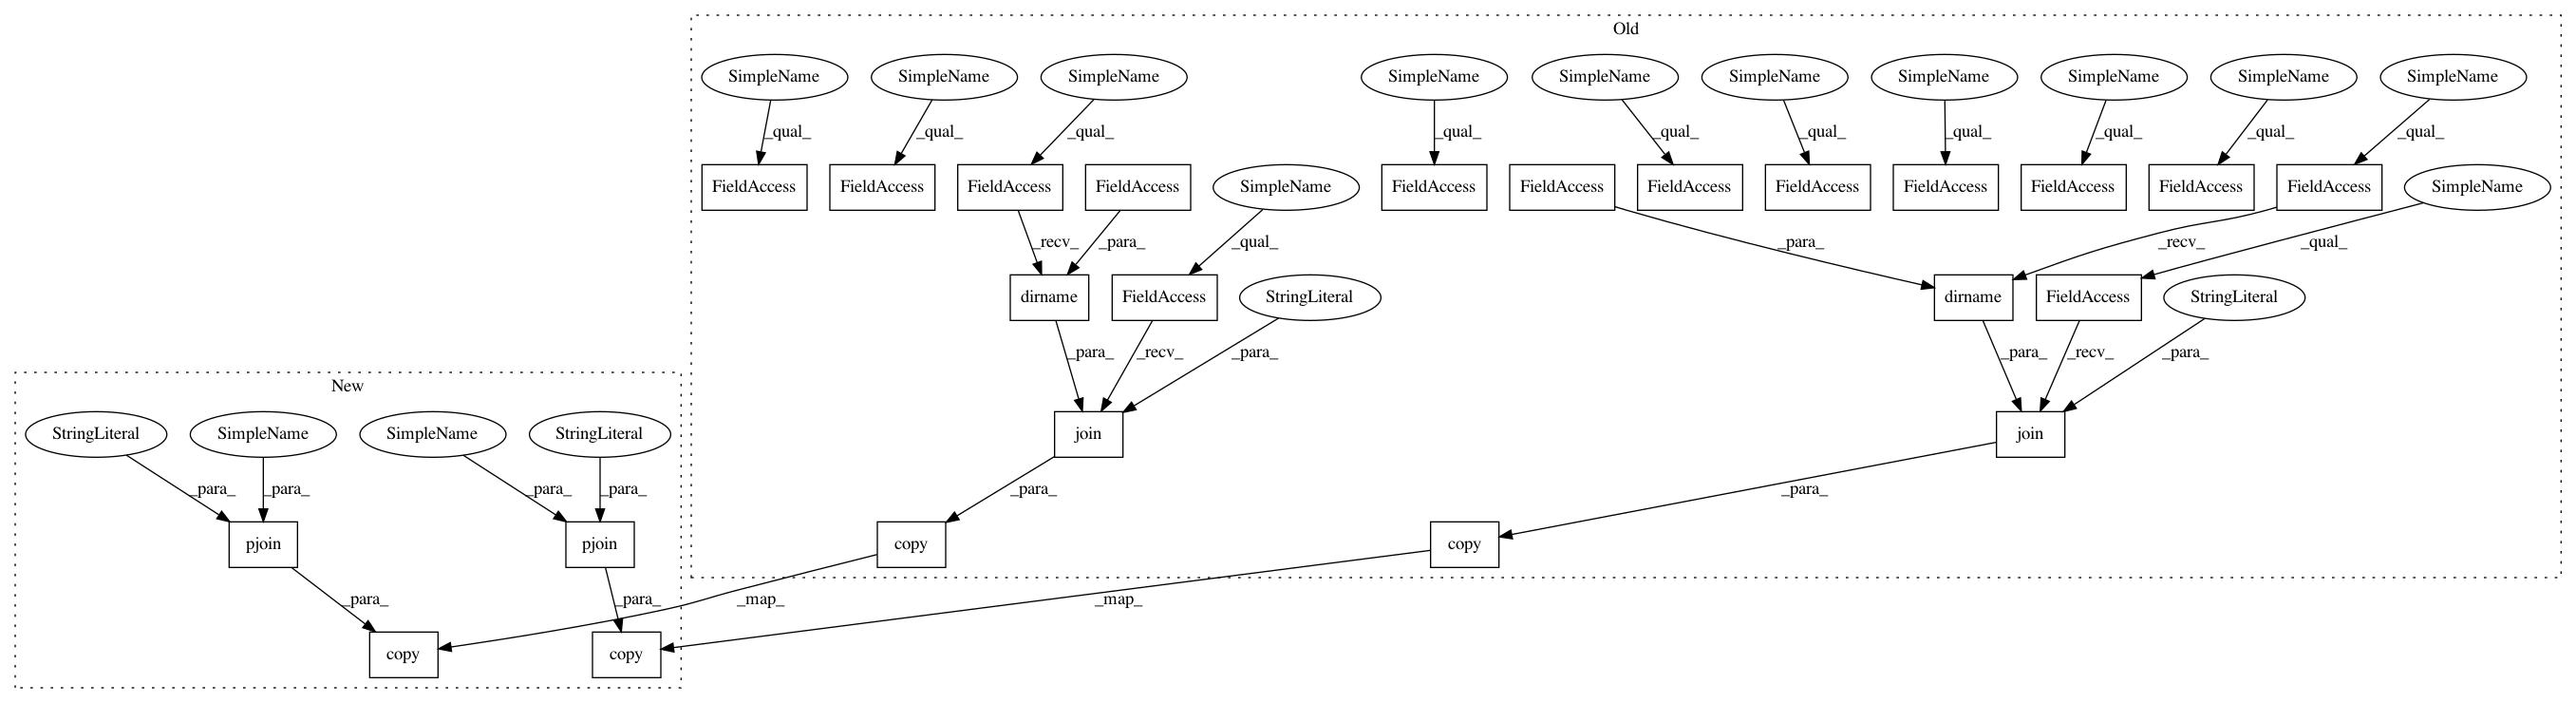 Old
SimpleName SimpleName SimpleName SimpleName SimpleName SimpleName SimpleName SimpleName SimpleName SimpleName
_qual_ _qual_ _qual_ _qual_ _qual_ _qual_ _qual_ _qual_ _qual_ _qual_
FieldAccess FieldAccess FieldAccess FieldAccess SimpleName FieldAccess FieldAccess FieldAccess FieldAccess FieldAccess FieldAccess FieldAccess FieldAccess SimpleName
_recv_ _para_ _qual_ _para_ _recv_ _qual_
dirname FieldAccess StringLiteral dirname FieldAccess StringLiteral
_para_ _recv_ _para_ _para_ _recv_ _para_
New
StringLiteral SimpleName SimpleName StringLiteral join join
_para_ _para_ _para_ _para_ _para_ _para_
pjoin pjoin copy copy
_para_ _para_ _map_ _map_
copy copy